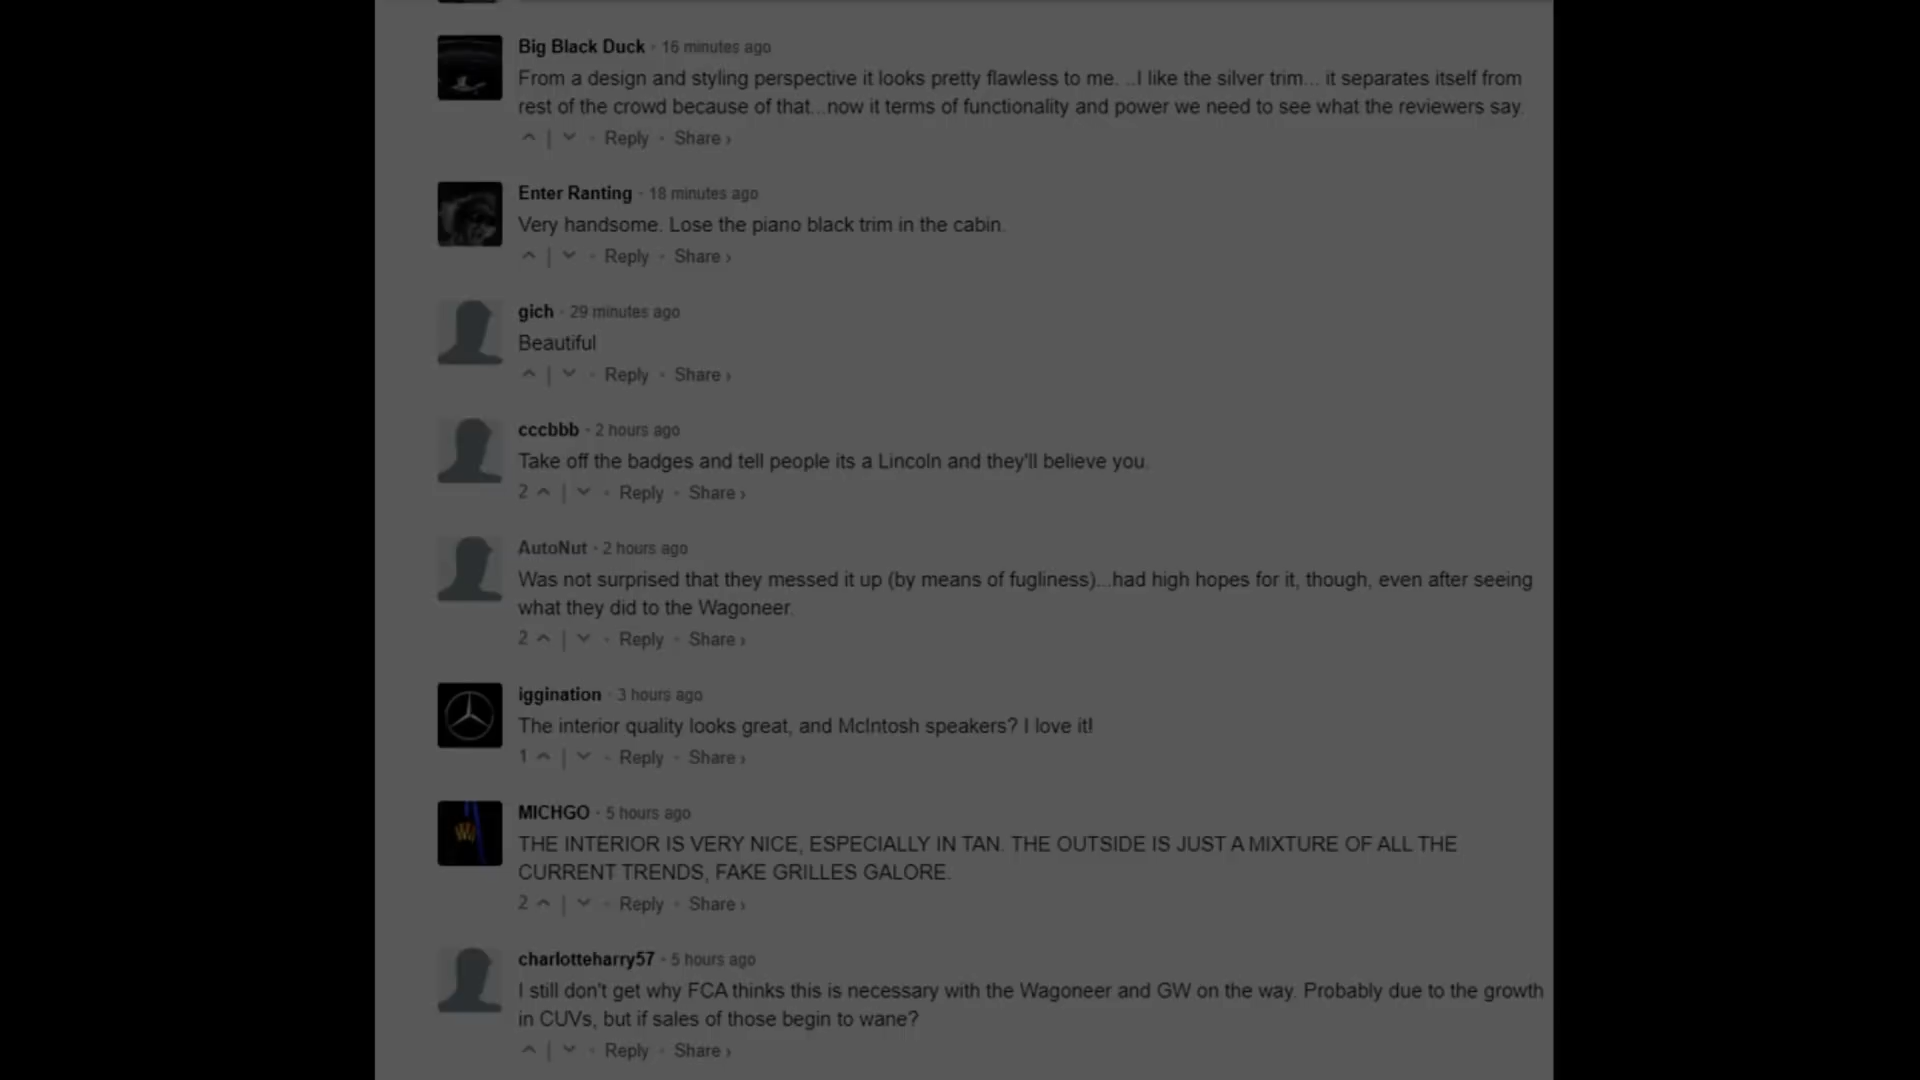 Big Black Duck · 16 minutes ago
From a design and styling perspective it looks pretty flawless to me. ..I like the silver trim... it separates itself from
rest of the crowd because of that...now it terms of functionality and power we need to see what the reviewers say.
Reply · Share ›
Enter Ranting · 18 minutes ago
Very handsome. Lose the piano black trim in the cabin.
Reply · Share ›
gich · 29 minutes ago
Beautiful
Reply · Share ›
cccbbb · 2 hours ago
Take off the badges and tell people its a Lincoln and they'll believe you.
2 Reply · Share ›
AutoNut · 2 hours ago
Was not surprised that they messed it up (by means of fugliness)...had high hopes for it, though, even after seeing
what they did to the Wagoneer.
2 Reply · Share ›
iggination · 3 hours ago
The interior quality looks great, and McIntosh speakers? I love it!
1 Reply · Share ›
MICHGO · 5 hours ago
THE INTERIOR IS VERY NICE, ESPECIALLY IN TAN. THE OUTSIDE IS JUST A MIXTURE OF ALL THE
CURRENT TRENDS, FAKE GRILLES GALORE.
2 Reply · Share ›
charlotteharry57 · 5 hours ago
I still don't get why FCA thinks this is necessary with the Wagoneer and GW on the way. Probably due to the growth
in CUVs, but if sales of those begin to wane?
Reply · Share ›